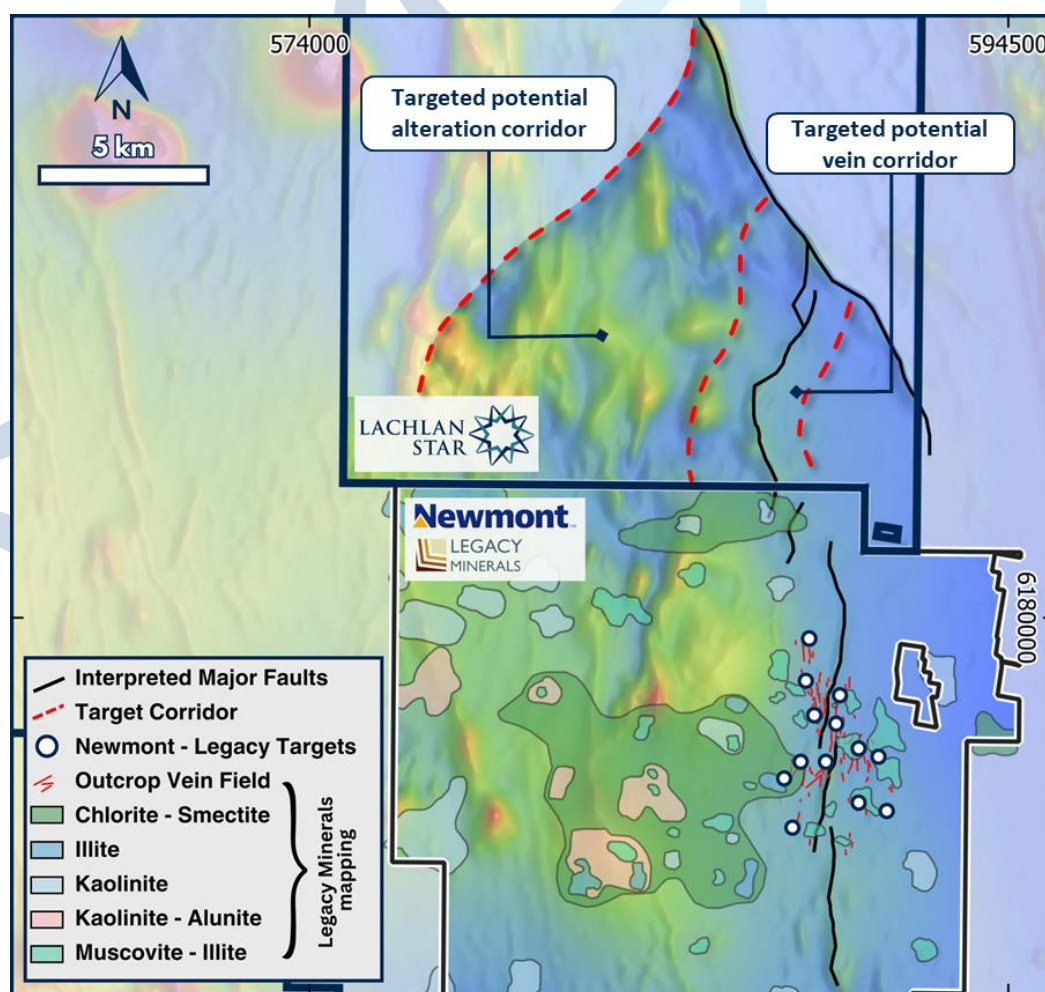 574000
594500
N
5 km
Targeted potential
alteration corridor
Targeted potential
vein corridor
LACHLAN
STAR
Newmont™
LEGACY
MINERALS
6180000
Interpreted Major Faults
Target Corridor
Newmont - Legacy Targets
Outcrop Vein Field
Chlorite - Smectite
Illite
Kaolinite
Kaolinite - Alunite
Muscovite - Illite
Legacy Minerals
mapping